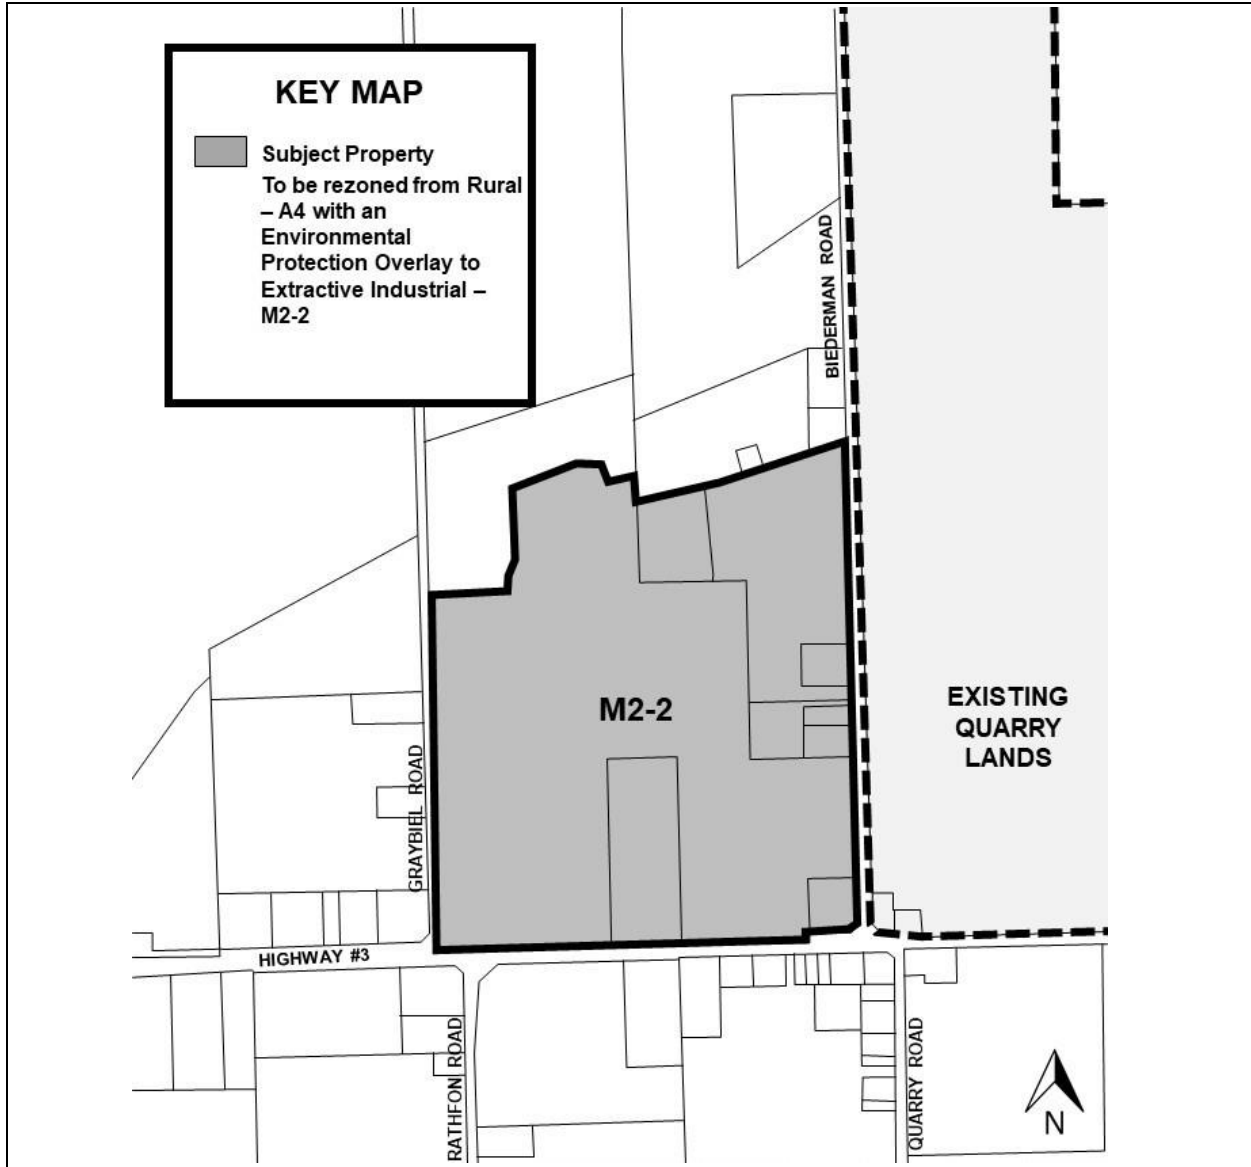 KEY MAP
Subject Property
To be rezoned from Rural
– A4 with an
Environmental
Protection Overlay to
Extractive Industrial –
M2-2
BIEDERMAN ROAD
M2-2
EXISTING
QUARRY
LANDS
GRAYBIEL ROAD
HIGHWAY #3
RATHFON ROAD
QUARRY ROAD
N